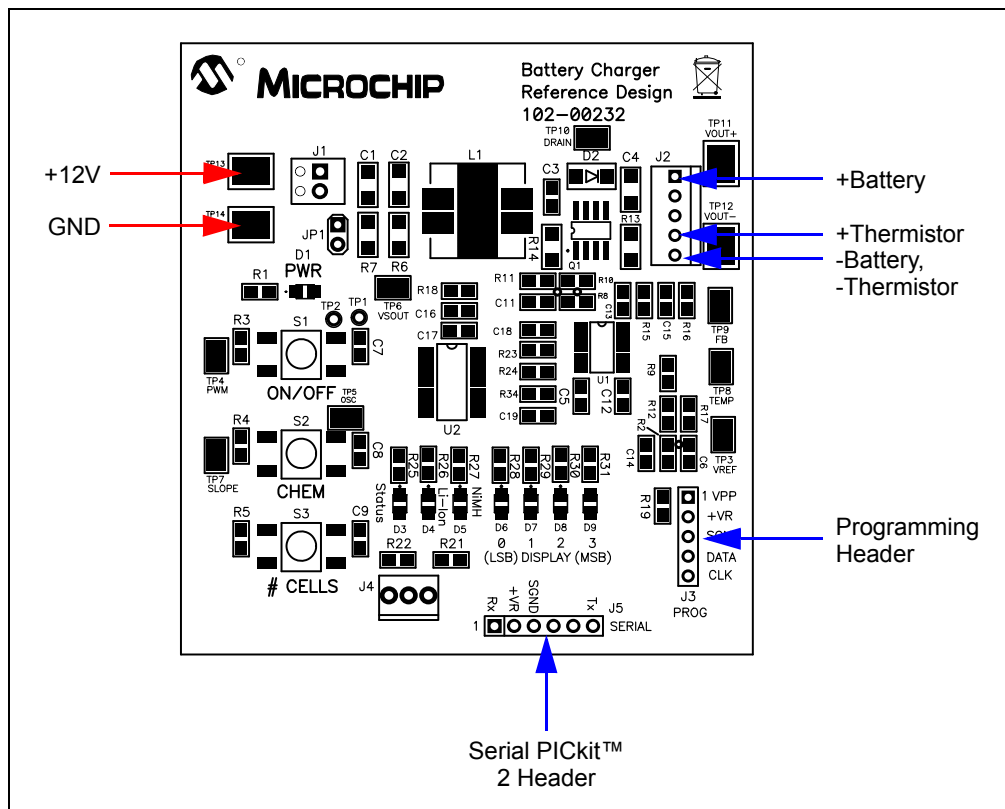 MICROCHIP
Battery Charger
Reference Design
102-00232
TP10
DRAIN
TP11
VOUT+
+12V
TP13
J1
C1
C2
L1
C3
D2
C4
J2
+Battery
GND
TP14
JP1
R7
R6
R14
R13
TP12
VOUT-
+Thermistor
-Battery,
-Thermistor
D1
PWR
R1
TP6
VSOUT
R18
R11
Q1
R10
C16
C11
R8
C13
R15
C15
R16
TP2
TP1
C17
C18
TP9
FB
R3
S1
C7
R23
U1
TP4
PWM
ON/OFF
R24
R9
TP8
TEMP
TP5
OSC
R34
C5
C12
R12
R17
R4
S2
C8
U2
C19
R2
TP7
SLOPE
CHEM
C14
C6
TP3
VREF
R25
R26
R27
R28
R29
R30
R31
Status
Li-Ion
NiMH
D3
D4
D5
D6
D7
D8
D9
0
1
2
3
(LSB) DISPLAY (MSB)
R5
S3
C9
# CELLS
R22
R21
R19
1 VPP
+VR
DATA
CLK
J3
PROG
Programming
Header
J4
Rx
+VR
SGND
Tx
J5
1
SERIAL
Serial PICkit™
2 Header